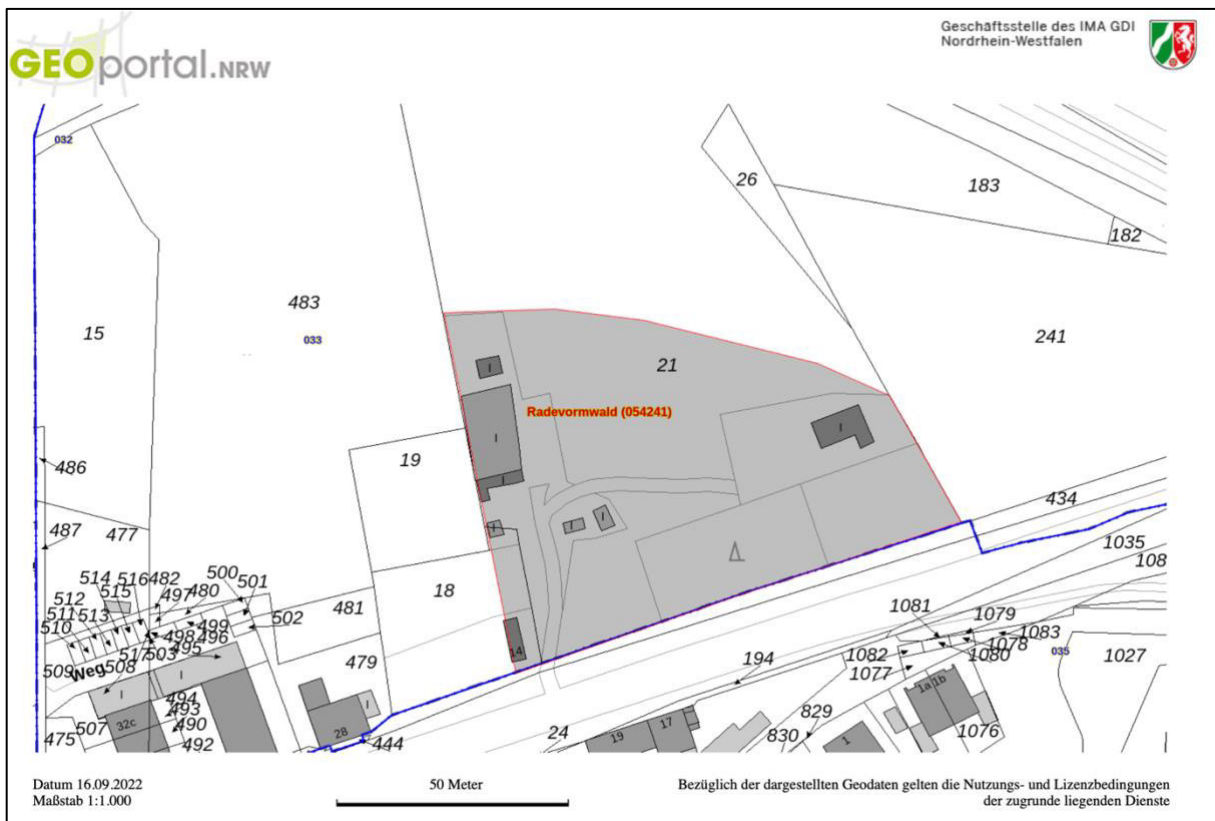 GEOportal.NRW
Geschäftsstelle des IMA GDI
Nordrhein-Westfalen
032
26
183
182
483
15
033
241
21
I
Radevormwald (054241)
I
I
19
I
486
434
I
I
I
487
477
1035
108
514 516 482
500
501
512
515
497 480
18
481
511 513
499
502
1081
1079
510
498 496
1083
517
495
1078
509
508
503
14
1082
1080
035
Weg
479
194
1077
1027
I
I
494
I
1a 1b
507
493
829
32c
490
28
17
475
492
444
24
19
830
1
1076
Datum 16.09.2022
Maßstab 1:1.000
50 Meter
Bezüglich der dargestellten Geodaten gelten die Nutzungs- und Lizenzbedingungen
der zugrunde liegenden Dienste